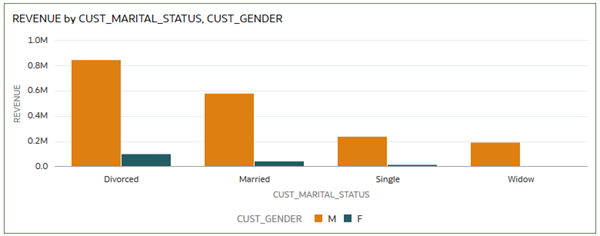 REVENUE by CUST_MARITAL_STATUS, CUST_GENDER
1.0M
0.8M
0.6M
0.4M
0.2M
0.0
REVENUE
Divorced Married Single Widow
CUST_MARITAL_STATUS
CUST_GENDER M F